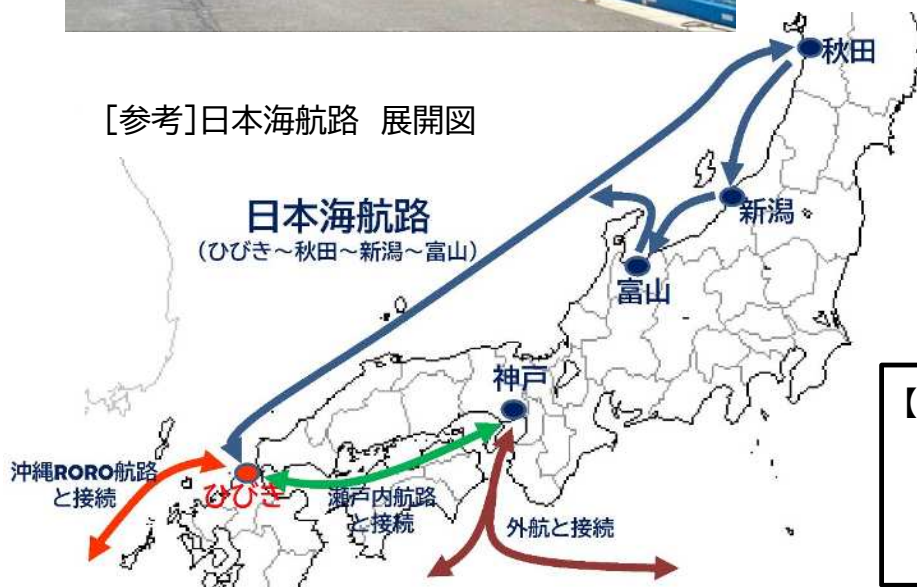 [参考]日本海航路 展開図
秋田
日本海航路
(ひびき～秋田～新潟～富山)
新潟
富山
神戸
沖縄RORO航路
と接続
ひびき
瀬戸内航路
と接続
外航と接続
【